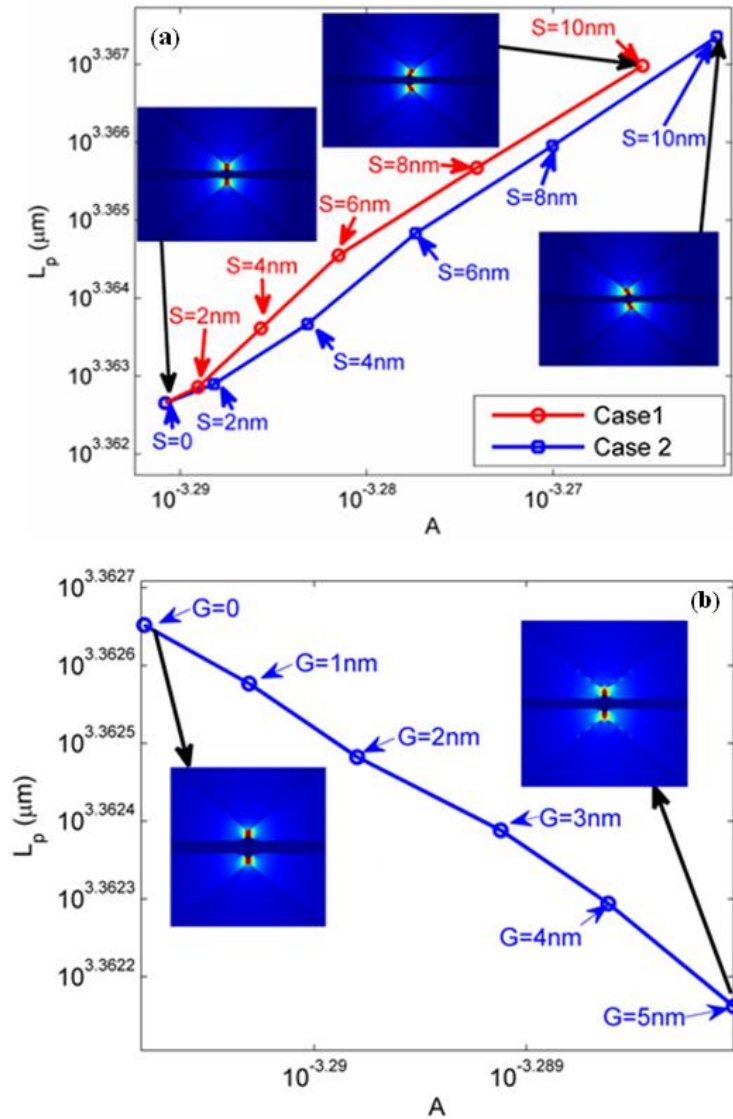 (a)
S=10nm
S=8nm
S=6nm
S=4nm
S=2nm
S=0
S=2nm
S=4nm
S=6nm
S=8nm
S=10nm
10^3.367
10^3.366
10^3.365
10^3.364
10^3.363
10^3.362
L_p (μm)
10^-3.29
10^-3.28
10^-3.27
A
Case1
Case 2
(b)
G=0
G=1nm
G=2nm
G=3nm
G=4nm
G=5nm
10^3.3627
10^3.3626
10^3.3625
10^3.3624
10^3.3623
10^3.3622
L_p (μm)
10^-3.29
10^-3.289
A